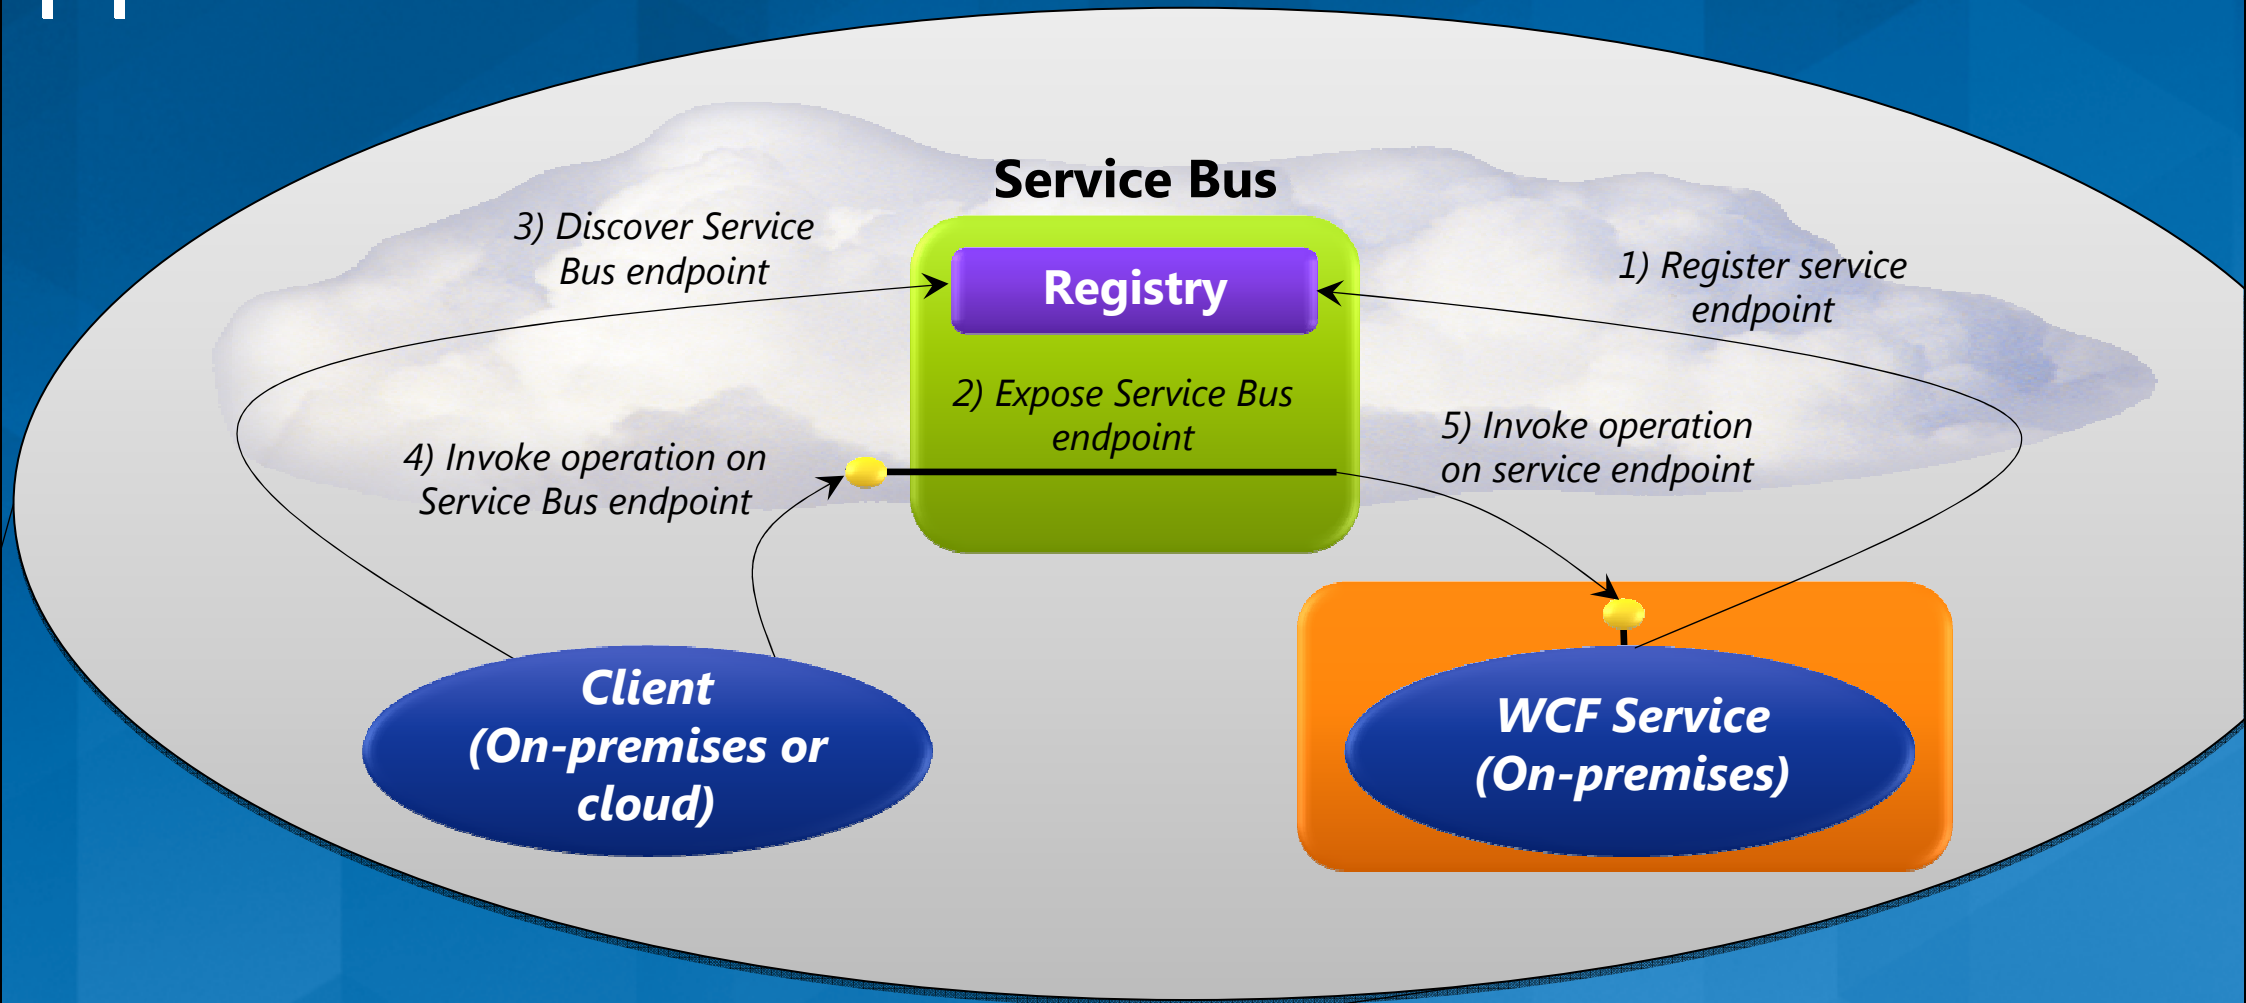 Service Bus
3) Discover Service
Bus endpoint
Registry
1) Register service
endpoint
2) Expose Service Bus
endpoint
4) Invoke operation on
Service Bus endpoint
5) Invoke operation
on service endpoint
Client
(On-premises or
cloud)
WCF Service
(On-premises)